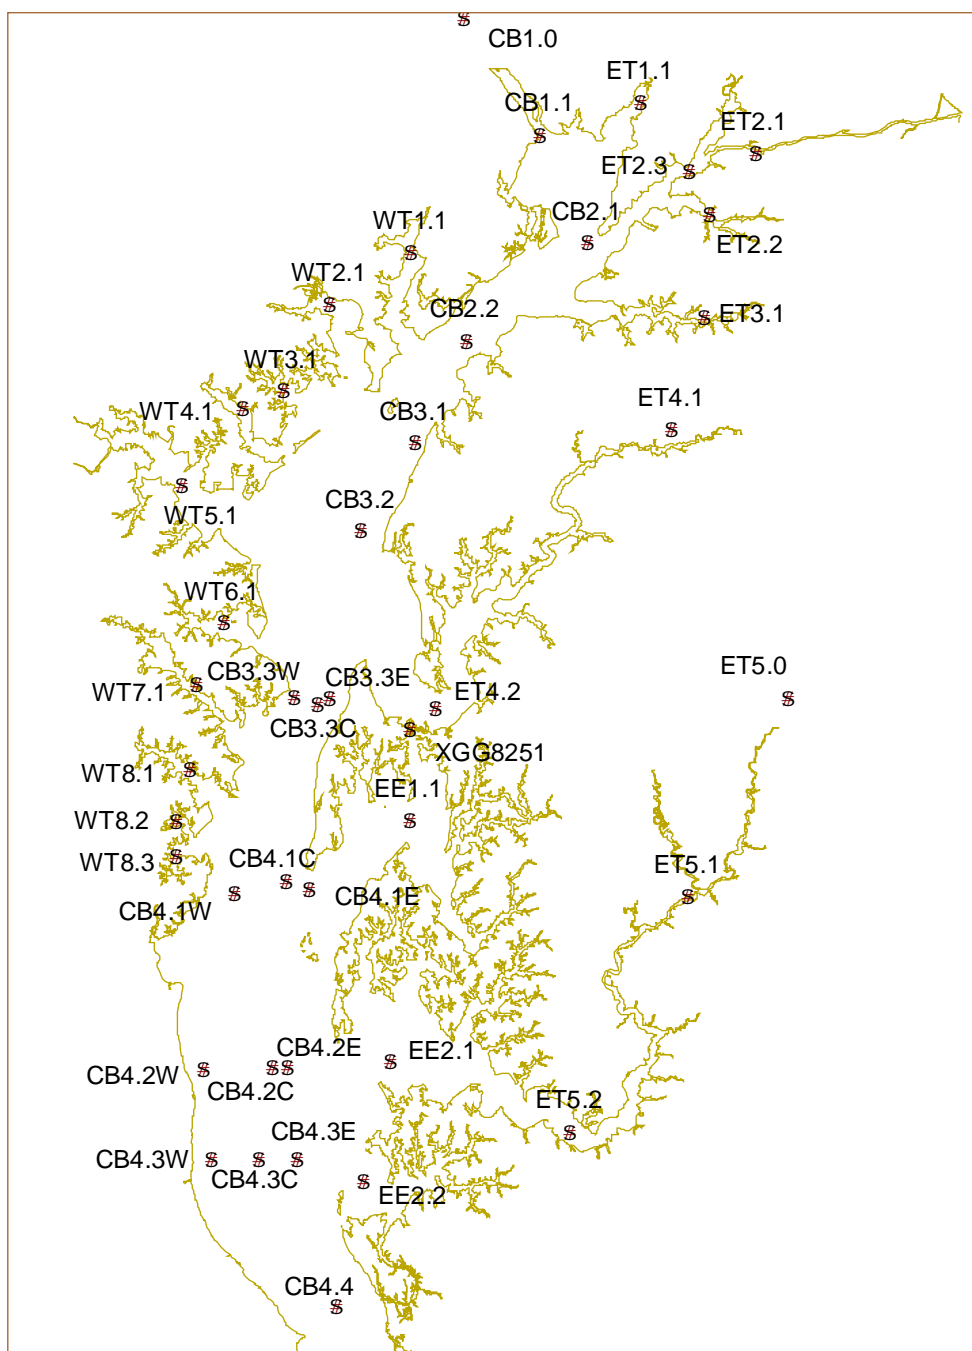 CB1.0
ET1.1
CB1.1
ET2.1
ET2.3
WT1.1
CB2.1
ET2.2
WT2.1
CB2.2
ET3.1
WT3.1
WT4.1
ET4.1
CB3.1
CB3.2
WT5.1
WT6.1
CB3.3W
CB3.3E
ET5.0
WT7.1
ET4.2
CB3.3C
XGG8251
WT8.1
EE1.1
WT8.2
WT8.3
CB4.1C
ET5.1
CB4.1W
CB4.1E
CB4.2E
EE2.1
CB4.2W
CB4.2C
ET5.2
CB4.3E
CB4.3W
CB4.3C
EE2.2
CB4.4